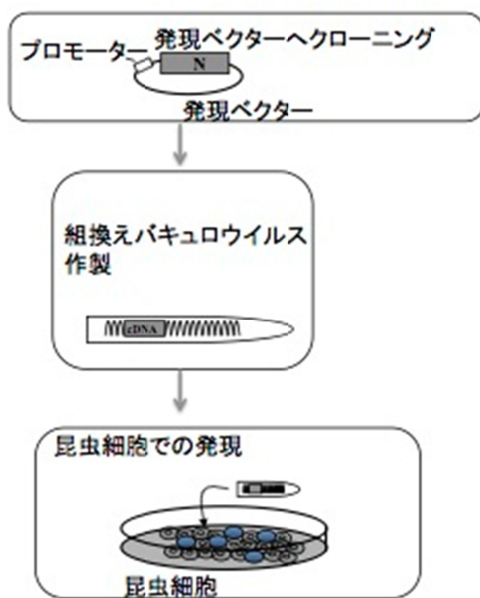 発現ベクターへクローニング
プロモーター
N
発現ベクター
組換えバキュロウイルス
作製
cDNA
昆虫細胞での発現
昆虫細胞